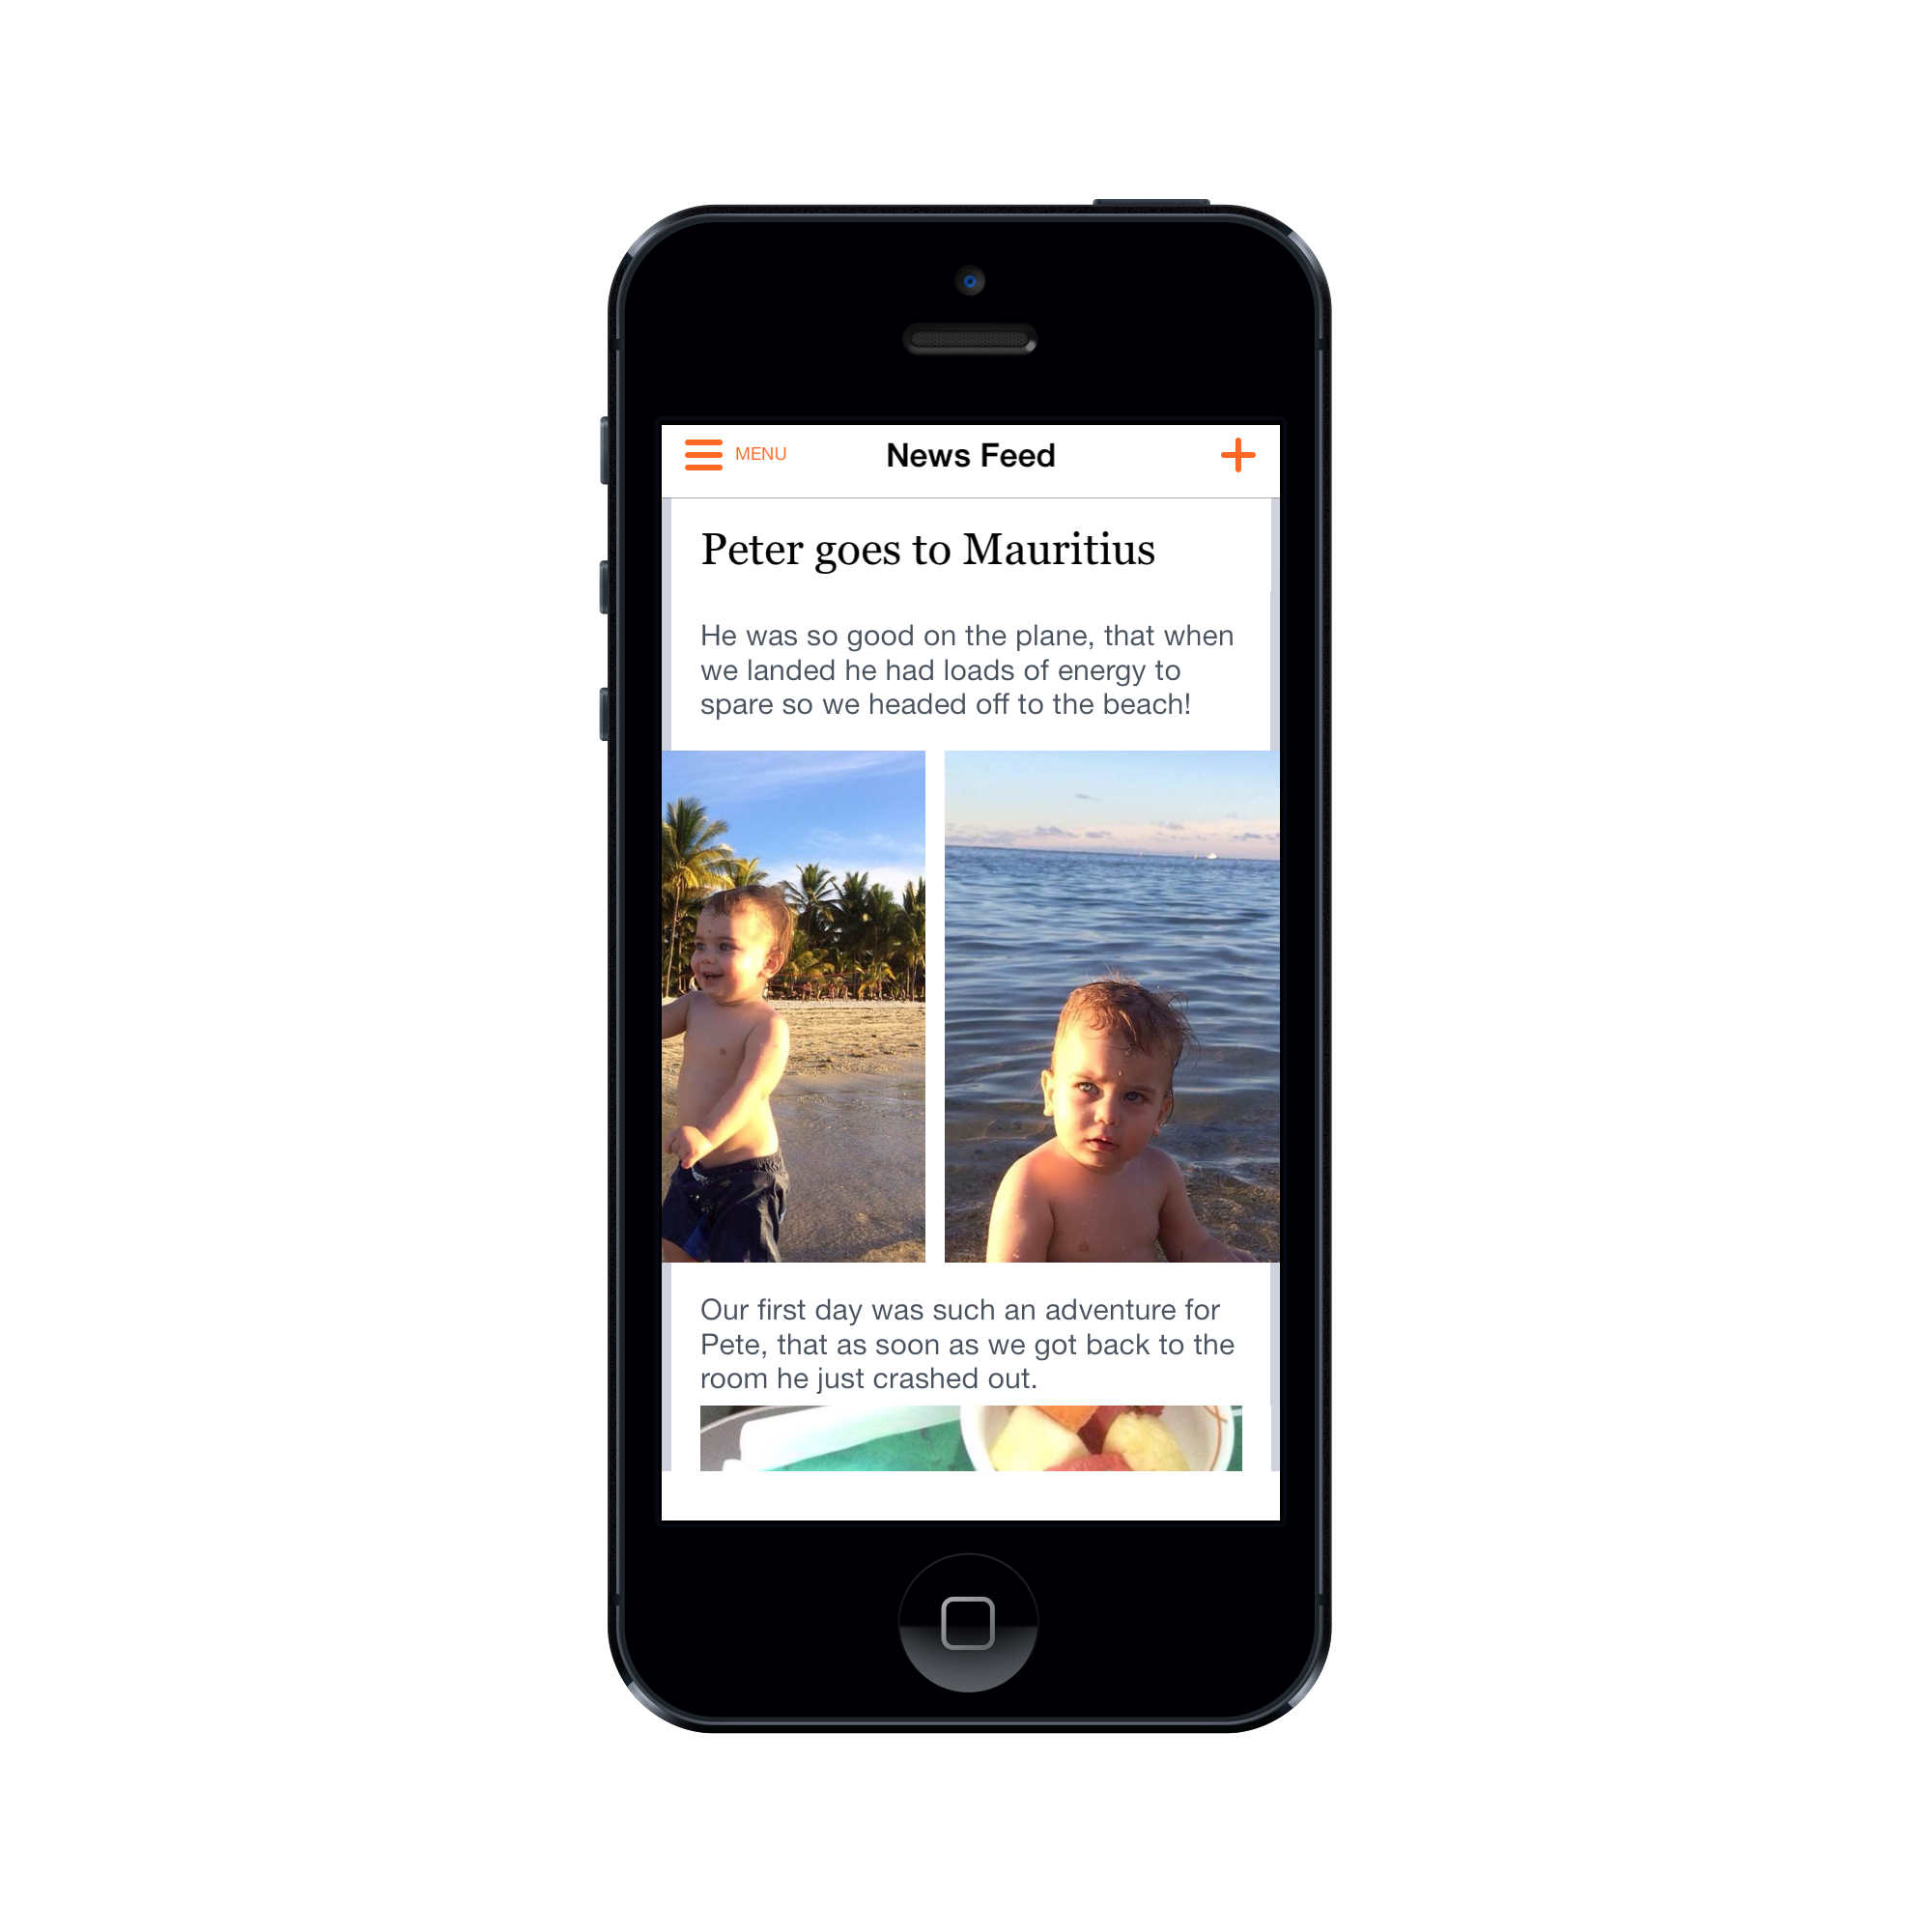 MENU News Feed
Peter goes to Mauritius
He was so good on the plane, that when
we landed he had loads of energy to
spare so we headed off to the beach!
Our first day was such an adventure for
Pete, that as soon as we got back to the
room he just crashed out.